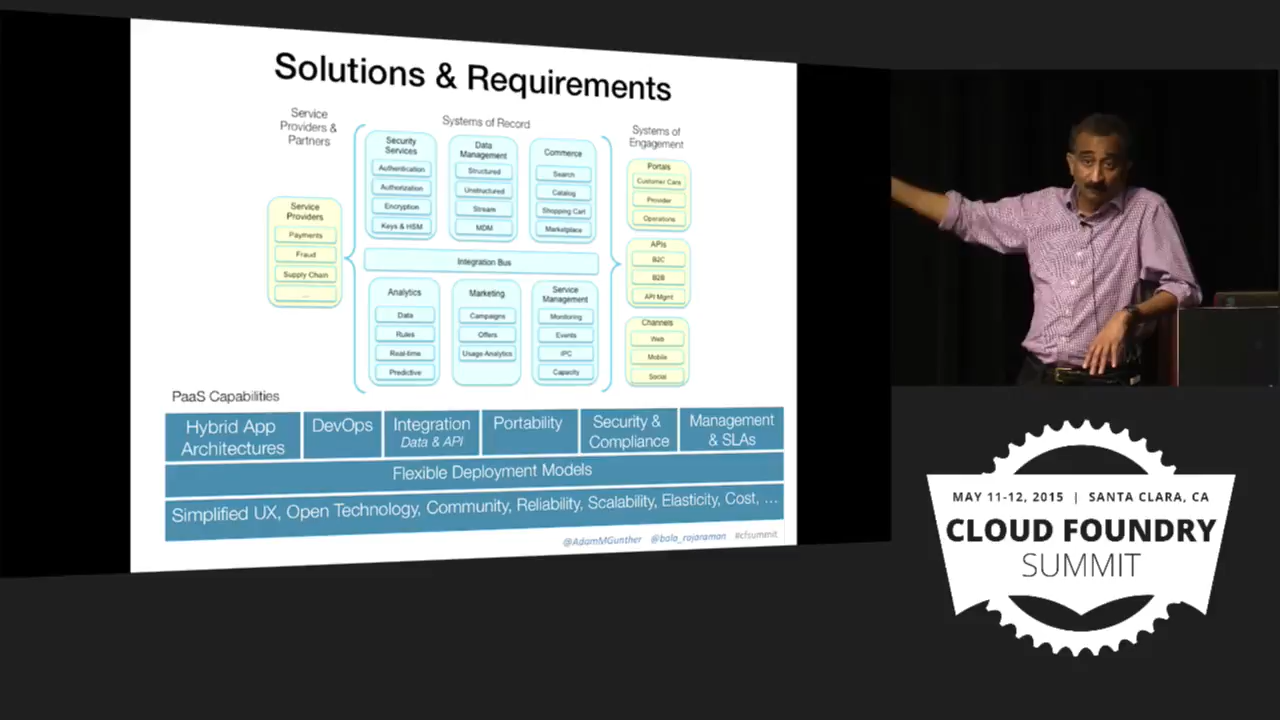 Solutions & Requirements
Service
Providers &
Partners
Systems of Record
Systems of
Engagement
Service
Providers
Payments
Fraud
Supply Chain
...
Security
Services
Authentication
Authorization
Encryption
Keys & HSM
Data
Management
Structured
Unstructured
Stream
MDM
Commerce
Search
Catalog
Shopping Cart
Marketplace
Integration Bus
Analytics
Data
Rules
Real-time
Predictive
Marketing
Campaigns
Offers
Usage Analytics
Service
Management
Monitoring
Events
IPC
Capacity
Portals
Customer Care
Provider
Operations
APIs
B2C
B2B
API Mgmt
Channels
Web
Mobile
Social
PaaS Capabilities
Hybrid App
Architectures
DevOps
Integration
Data & API
Portability
Security &
Compliance
Management
& SLAs
Flexible Deployment Models
Simplified UX, Open Technology, Community, Reliability, Scalability, Elasticity, Cost, ...
@AdamMGunther @bala_rajaraman #cfsummit
MAY 11-12, 2015 | SANTA CLARA, CA
CLOUD FOUNDRY
SUMMIT